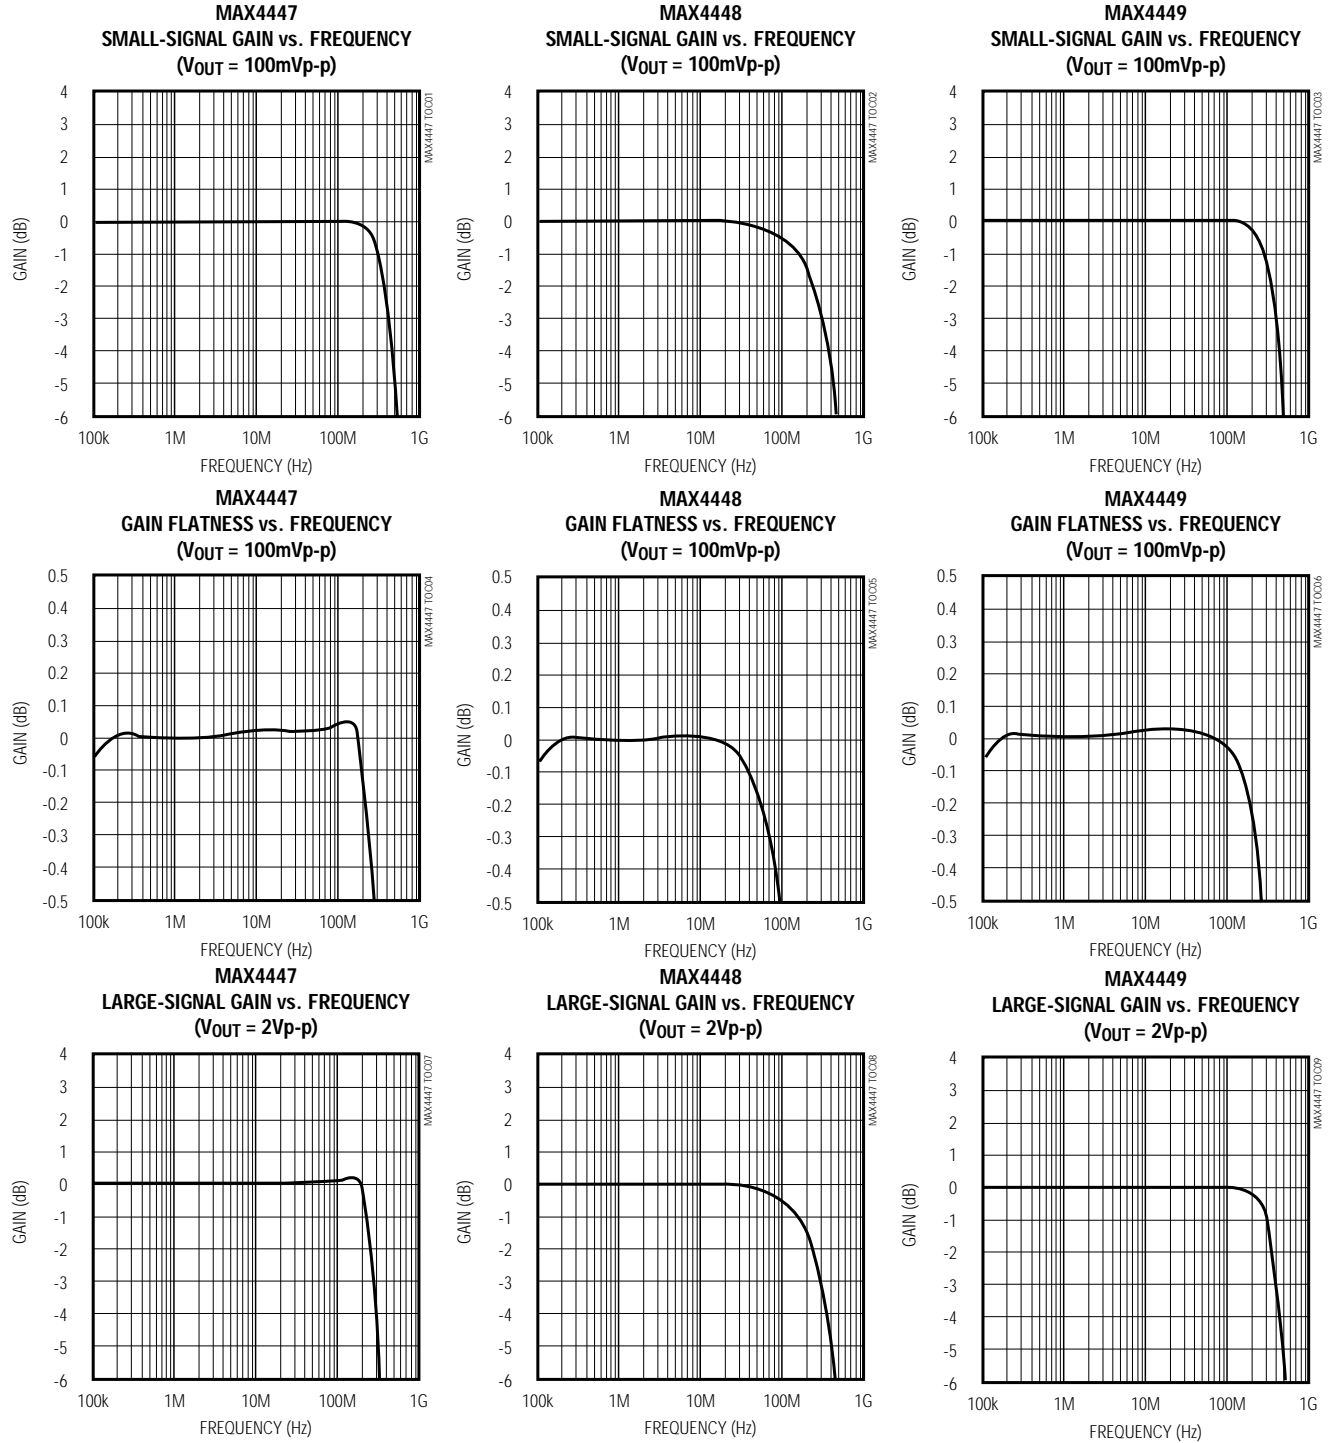 MAX4447
SMALL-SIGNAL GAIN vs. FREQUENCY
(VOUT = 100mVp-p)
4
3
2
1
0
-1
-2
-3
-4
-5
-6
GAIN (dB)
100k 1M 10M 100M 1G
FREQUENCY (Hz)
MAX4447 TOC01
MAX4448
SMALL-SIGNAL GAIN vs. FREQUENCY
(VOUT = 100mVp-p)
4
3
2
1
0
-1
-2
-3
-4
-5
-6
GAIN (dB)
100k 1M 10M 100M 1G
FREQUENCY (Hz)
MAX4447 TOC02
MAX4449
SMALL-SIGNAL GAIN vs. FREQUENCY
(VOUT = 100mVp-p)
4
3
2
1
0
-1
-2
-3
-4
-5
-6
GAIN (dB)
100k 1M 10M 100M 1G
FREQUENCY (Hz)
MAX4447 TOC03
MAX4447
GAIN FLATNESS vs. FREQUENCY
(VOUT = 100mVp-p)
0.5
0.4
0.3
0.2
0.1
0
-0.1
-0.2
-0.3
-0.4
-0.5
GAIN (dB)
100k 1M 10M 100M 1G
FREQUENCY (Hz)
MAX4447 TOC04
MAX4448
GAIN FLATNESS vs. FREQUENCY
(VOUT = 100mVp-p)
0.5
0.4
0.3
0.2
0.1
0
-0.1
-0.2
-0.3
-0.4
-0.5
GAIN (dB)
100k 1M 10M 100M 1G
FREQUENCY (Hz)
MAX4447 TOC05
MAX4449
GAIN FLATNESS vs. FREQUENCY
(VOUT = 100mVp-p)
0.5
0.4
0.3
0.2
0.1
0
-0.1
-0.2
-0.3
-0.4
-0.5
GAIN (dB)
100k 1M 10M 100M 1G
FREQUENCY (Hz)
MAX4447 TOC06
MAX4447
LARGE-SIGNAL GAIN vs. FREQUENCY
(VOUT = 2Vp-p)
4
3
2
1
0
-1
-2
-3
-4
-5
-6
GAIN (dB)
100k 1M 10M 100M 1G
FREQUENCY (Hz)
MAX4447 TOC07
MAX4448
LARGE-SIGNAL GAIN vs. FREQUENCY
(VOUT = 2Vp-p)
4
3
2
1
0
-1
-2
-3
-4
-5
-6
GAIN (dB)
100k 1M 10M 100M 1G
FREQUENCY (Hz)
MAX4447 TOC08
MAX4449
LARGE-SIGNAL GAIN vs. FREQUENCY
(VOUT = 2Vp-p)
4
3
2
1
0
-1
-2
-3
-4
-5
-6
GAIN (dB)
100k 1M 10M 100M 1G
FREQUENCY (Hz)
MAX4447 TOC09